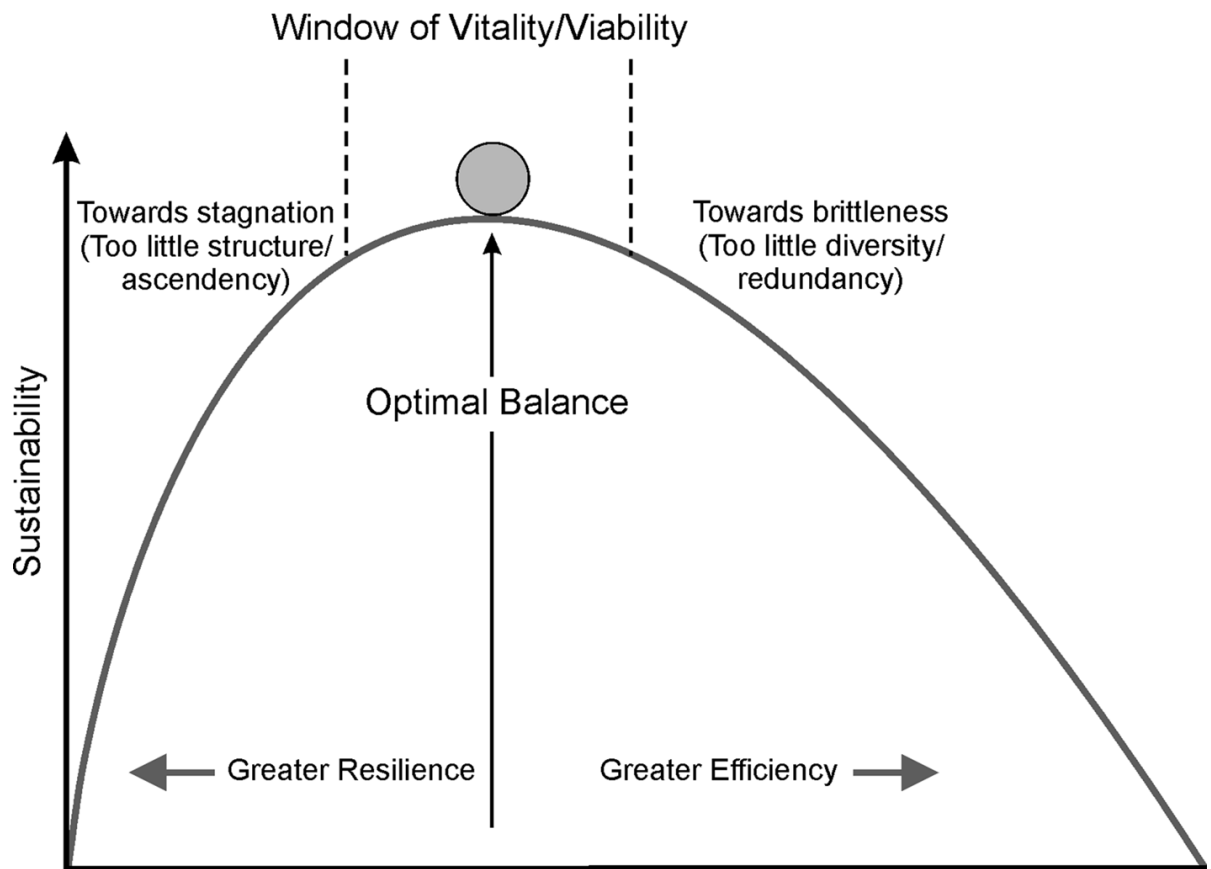 Window of Vitality/Viability
Towards stagnation
(Too little structure/
ascendency)
Towards brittleness
(Too little diversity/
redundancy)
Optimal Balance
Sustainability
Greater Resilience
Greater Efficiency